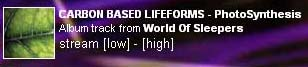 CARBON BASED LIFEFORMS - PhotoSynthesis
Album track from World Of Sleepers
stream [low] - [high]